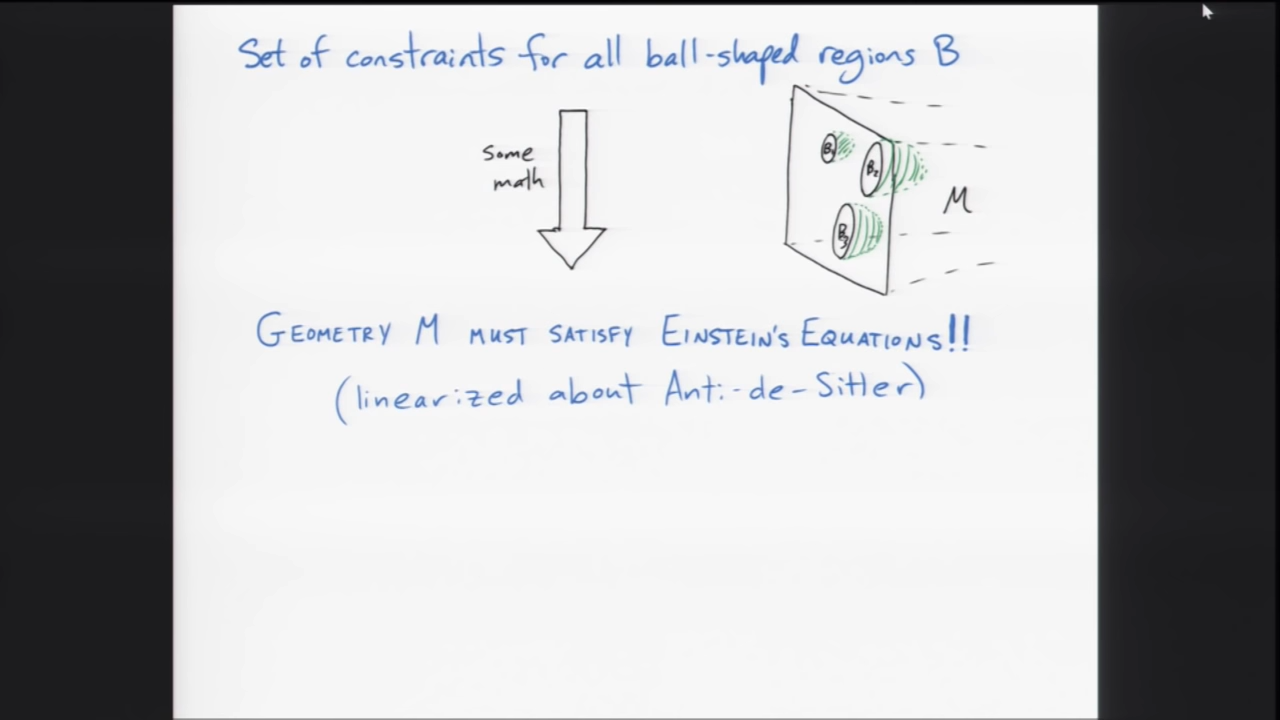 Set of constraints for all ball-shaped regions B
some
math
B₁
B₂
B₃
M
GEOMETRY M MUST SATISFY EINSTEIN'S EQUATIONS!!
(linearized about Anti-de-Sitter)